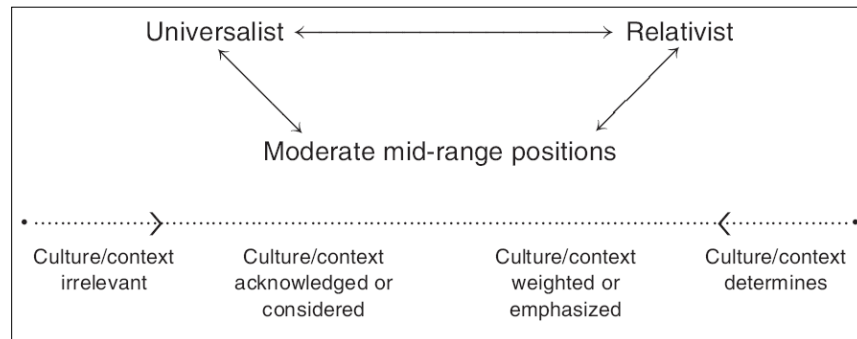 Universalist Relativist
Moderate mid-range positions
Culture/context
irrelevant
Culture/context
acknowledged or
considered
Culture/context
weighted or
emphasized
Culture/context
determines